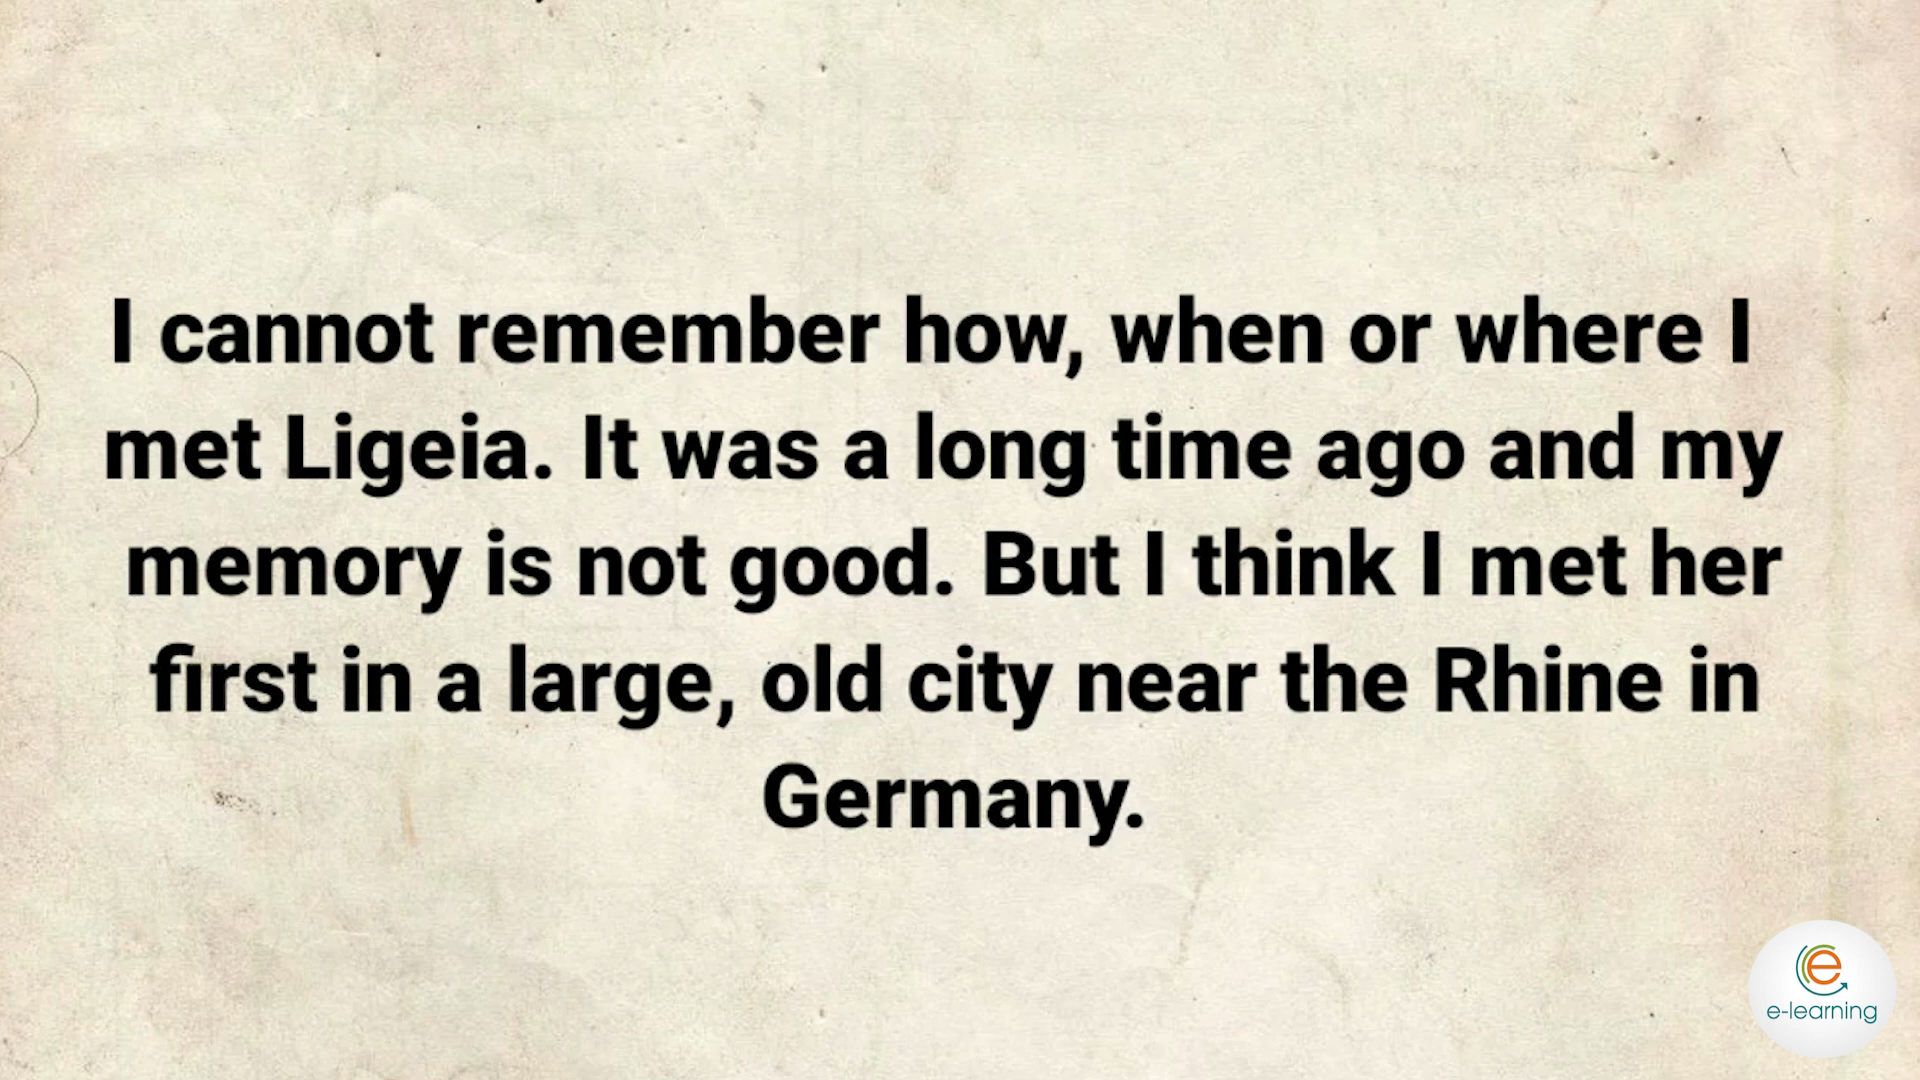 I cannot remember how, when or where I
met Ligeia. It was a long time ago and my
memory is not good. But I think I met her
first in a large, old city near the Rhine in
Germany.
e
e-learning